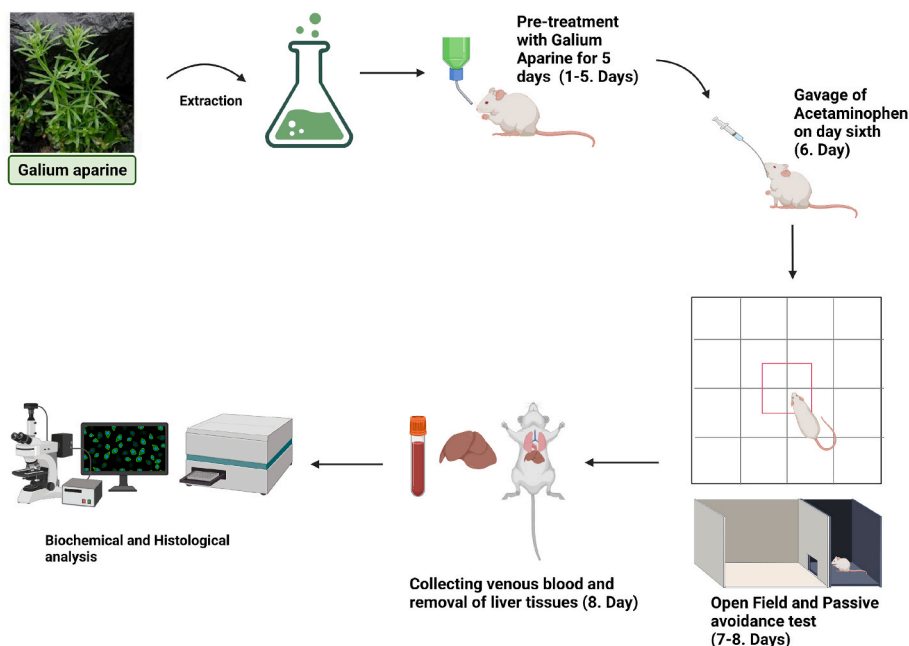 Galium aparine
Extraction
Pre-treatment
with Galium
Aparine for 5
days (1-5. Days)
Gavage of
Acetaminophen
on day sixth
(6. Day)
Open Field and Passive
avoidance test
(7-8. Days)
Collecting venous blood and
removal of liver tissues (8. Day)
Biochemical and Histological
analysis